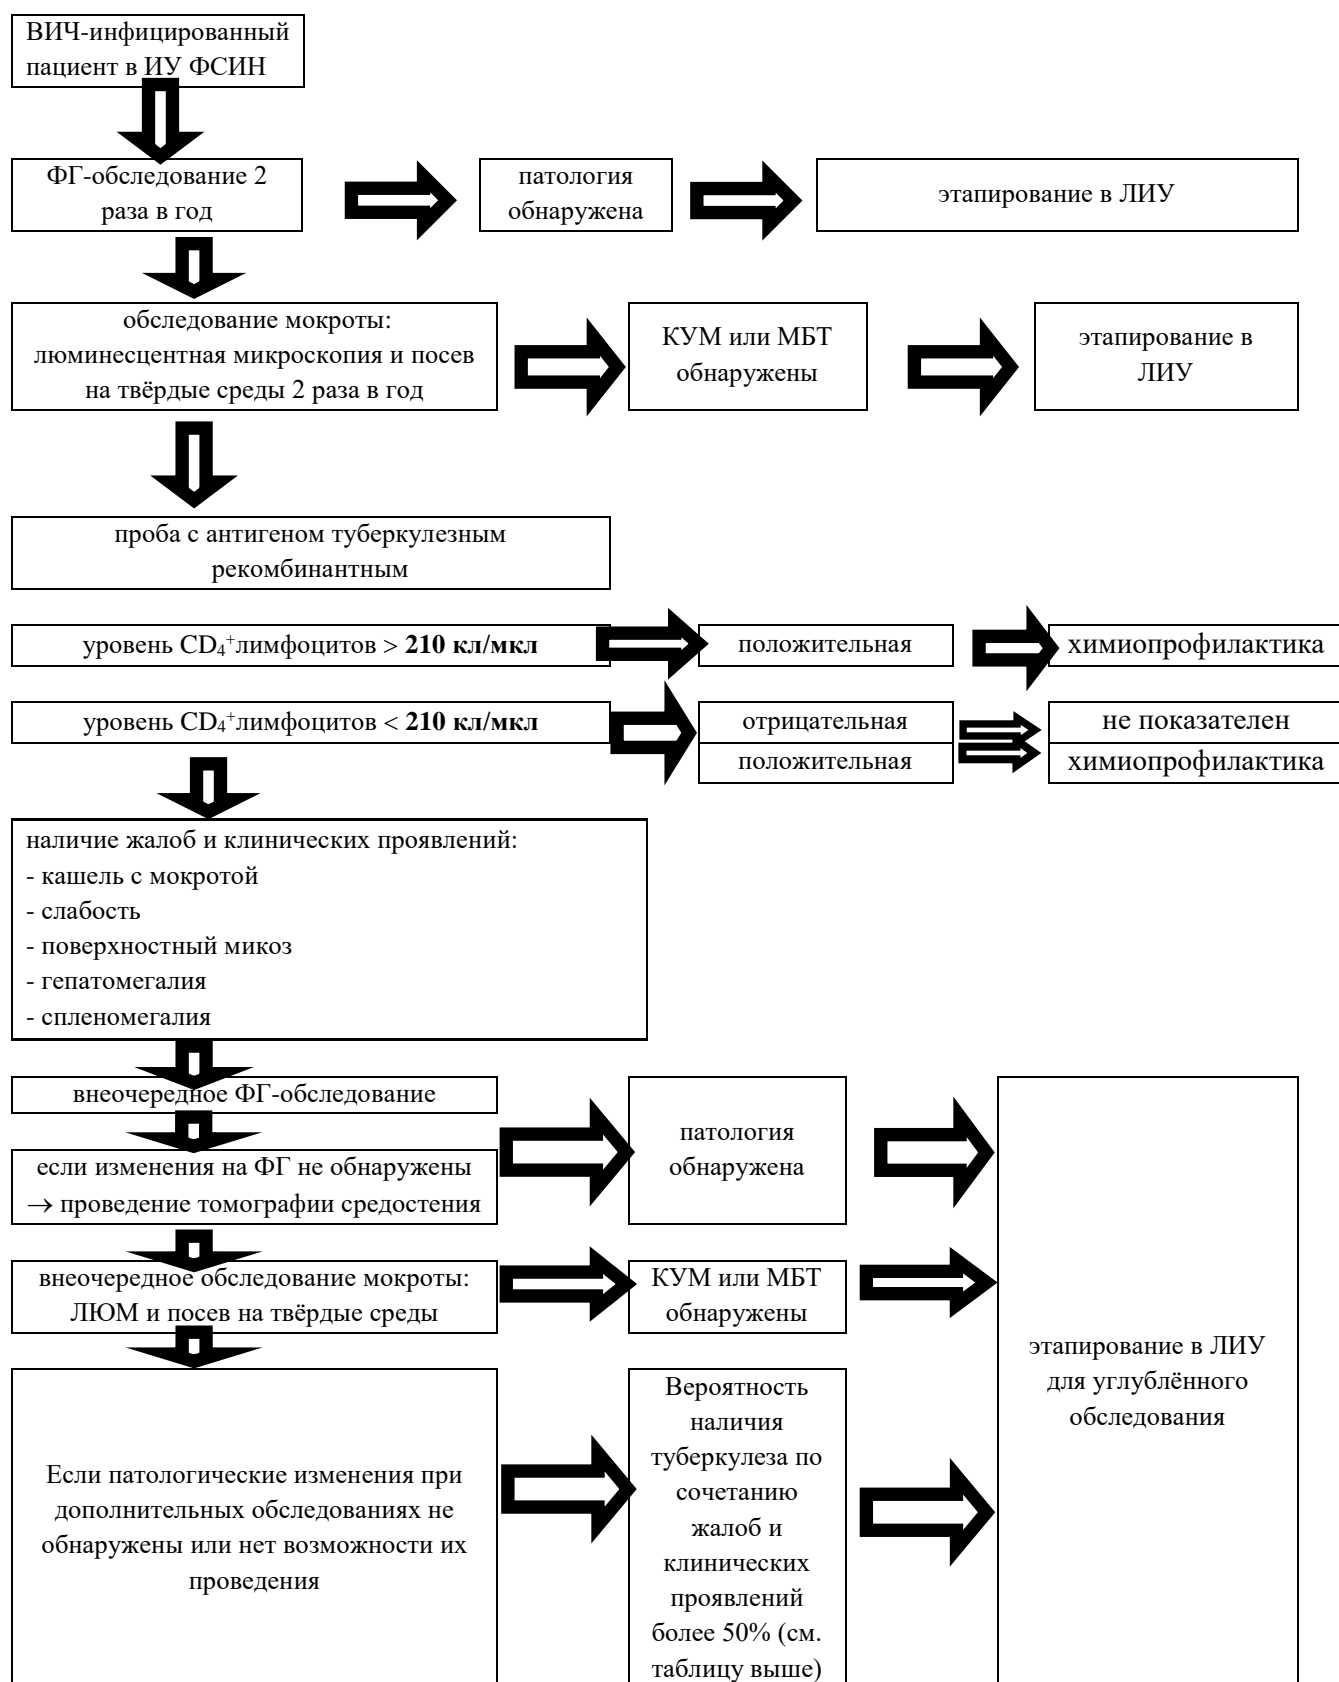 ВИЧ-инфицированный
пациент в ИУ ФСИН
ФГ-обследование 2
раза в год
патология
обнаружена
этапирование в ЛИУ
обследование мокроты:
люминесцентная микроскопия и посев
на твёрдые среды 2 раза в год
КУМ или МБТ
обнаружены
этапирование в
ЛИУ
проба с антигеном туберкулезным
рекомбинантным
уровень CD₄⁺лимфоцитов > 210 кл/мкл
положительная
химиопрофилактика
уровень CD₄⁺лимфоцитов < 210 кл/мкл
отрицательная
не показателен
положительная
химиопрофилактика
наличие жалоб и клинических проявлений:
- кашель с мокротой
- слабость
- поверхностный микоз
- гепатомегалия
- спленомегалия
внеочередное ФГ-обследование
если изменения на ФГ не обнаружены
→ проведение томографии средостения
патология
обнаружена
внеочередное обследование мокроты:
ЛЮМ и посев на твёрдые среды
КУМ или МБТ
обнаружены
Если патологические изменения при
дополнительных обследованиях не
обнаружены или нет возможности их
проведения
Вероятность
наличия
туберкулеза по
сочетанию
жалоб и
клинических
проявлений
более 50% (см.
таблицу выше)
этапирование в ЛИУ
для углублённого
обследования